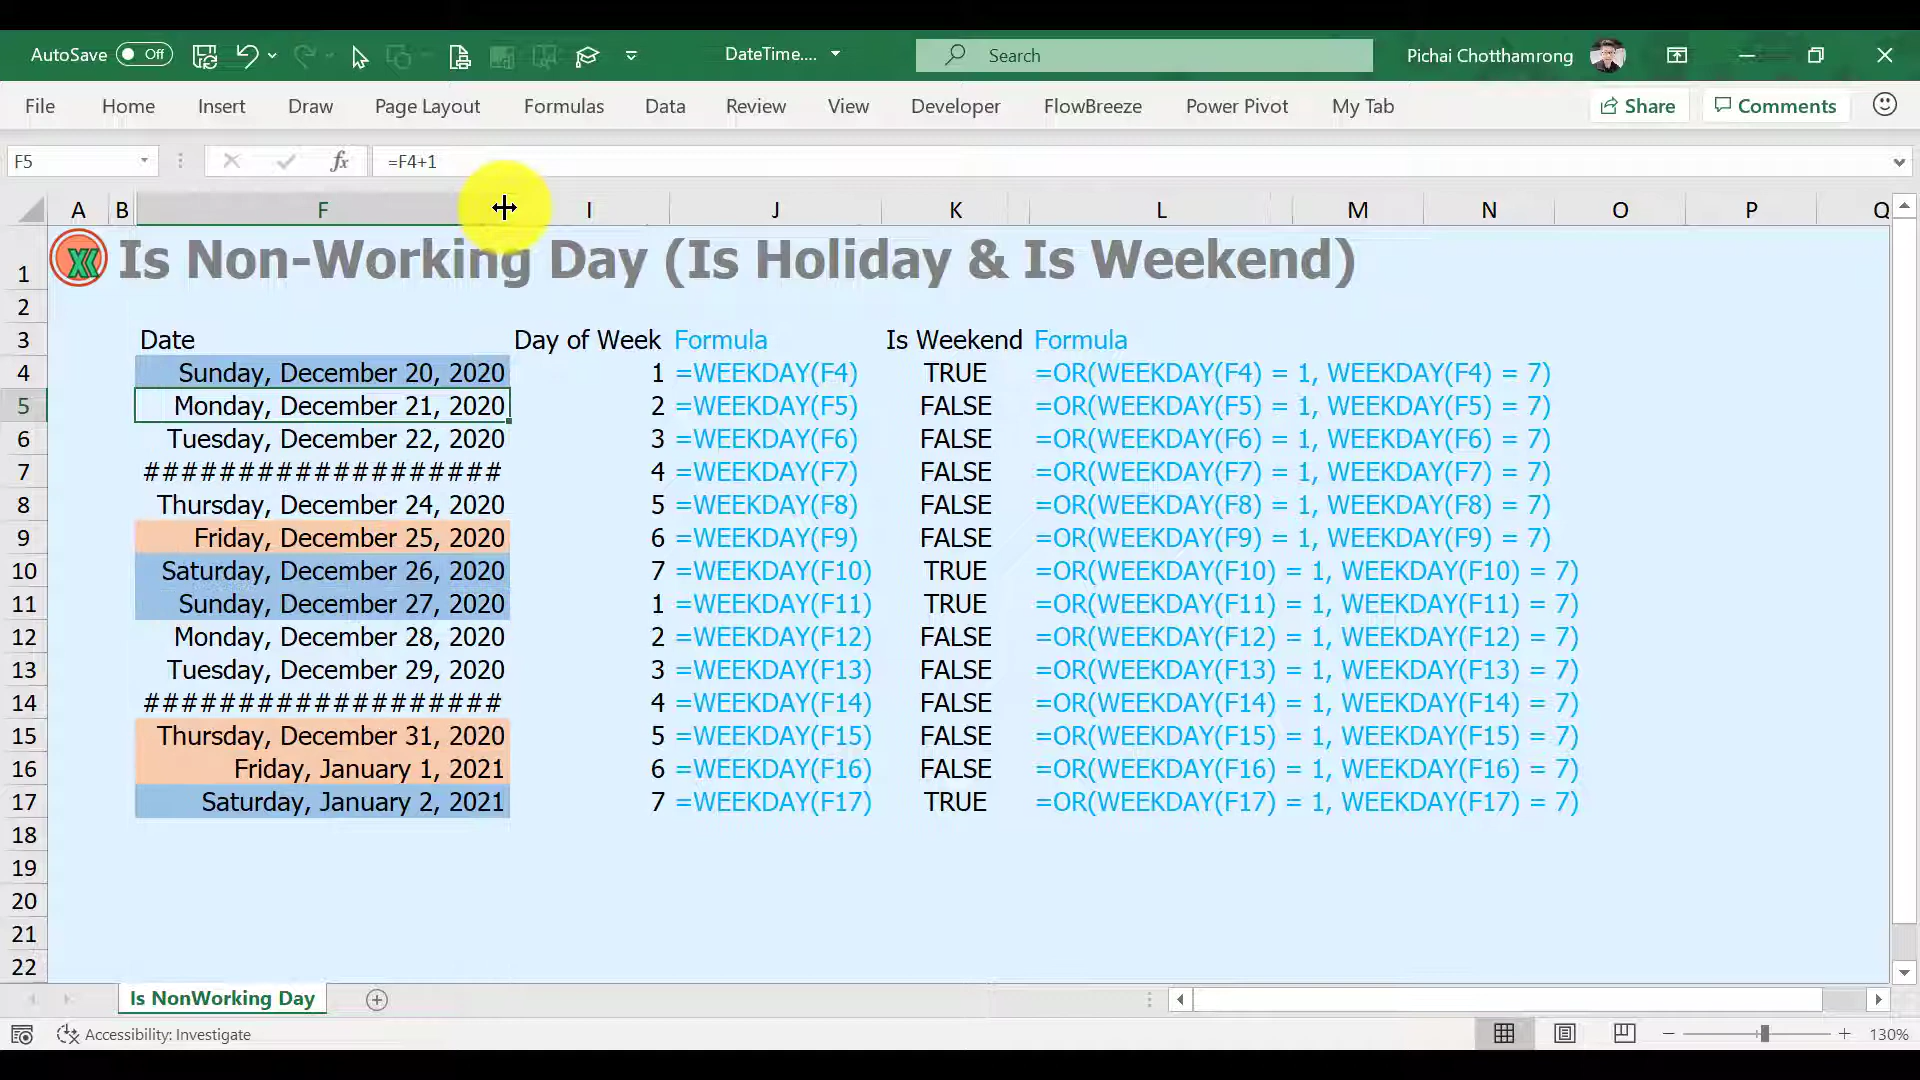 AutoSave Off DateTime.... Search Pichai Chotthamrong
File Home Insert Draw Page Layout Formulas Data Review View Developer FlowBreeze Power Pivot My Tab Share Comments
F5 fx =F4+1
A B F I J K L M N O P Q
1 Is Non-Working Day (Is Holiday & Is Weekend)
2
3 Date Day of Week Formula Is Weekend Formula
4 Sunday, December 20, 2020 1 =WEEKDAY(F4) TRUE =OR(WEEKDAY(F4) = 1, WEEKDAY(F4) = 7)
5 Monday, December 21, 2020 2 =WEEKDAY(F5) FALSE =OR(WEEKDAY(F5) = 1, WEEKDAY(F5) = 7)
6 Tuesday, December 22, 2020 3 =WEEKDAY(F6) FALSE =OR(WEEKDAY(F6) = 1, WEEKDAY(F6) = 7)
7 ################### 4 =WEEKDAY(F7) FALSE =OR(WEEKDAY(F7) = 1, WEEKDAY(F7) = 7)
8 Thursday, December 24, 2020 5 =WEEKDAY(F8) FALSE =OR(WEEKDAY(F8) = 1, WEEKDAY(F8) = 7)
9 Friday, December 25, 2020 6 =WEEKDAY(F9) FALSE =OR(WEEKDAY(F9) = 1, WEEKDAY(F9) = 7)
10 Saturday, December 26, 2020 7 =WEEKDAY(F10) TRUE =OR(WEEKDAY(F10) = 1, WEEKDAY(F10) = 7)
11 Sunday, December 27, 2020 1 =WEEKDAY(F11) TRUE =OR(WEEKDAY(F11) = 1, WEEKDAY(F11) = 7)
12 Monday, December 28, 2020 2 =WEEKDAY(F12) FALSE =OR(WEEKDAY(F12) = 1, WEEKDAY(F12) = 7)
13 Tuesday, December 29, 2020 3 =WEEKDAY(F13) FALSE =OR(WEEKDAY(F13) = 1, WEEKDAY(F13) = 7)
14 ################### 4 =WEEKDAY(F14) FALSE =OR(WEEKDAY(F14) = 1, WEEKDAY(F14) = 7)
15 Thursday, December 31, 2020 5 =WEEKDAY(F15) FALSE =OR(WEEKDAY(F15) = 1, WEEKDAY(F15) = 7)
16 Friday, January 1, 2021 6 =WEEKDAY(F16) FALSE =OR(WEEKDAY(F16) = 1, WEEKDAY(F16) = 7)
17 Saturday, January 2, 2021 7 =WEEKDAY(F17) TRUE =OR(WEEKDAY(F17) = 1, WEEKDAY(F17) = 7)
18
19
20
21
22
Is NonWorking Day
Accessibility: Investigate 130%